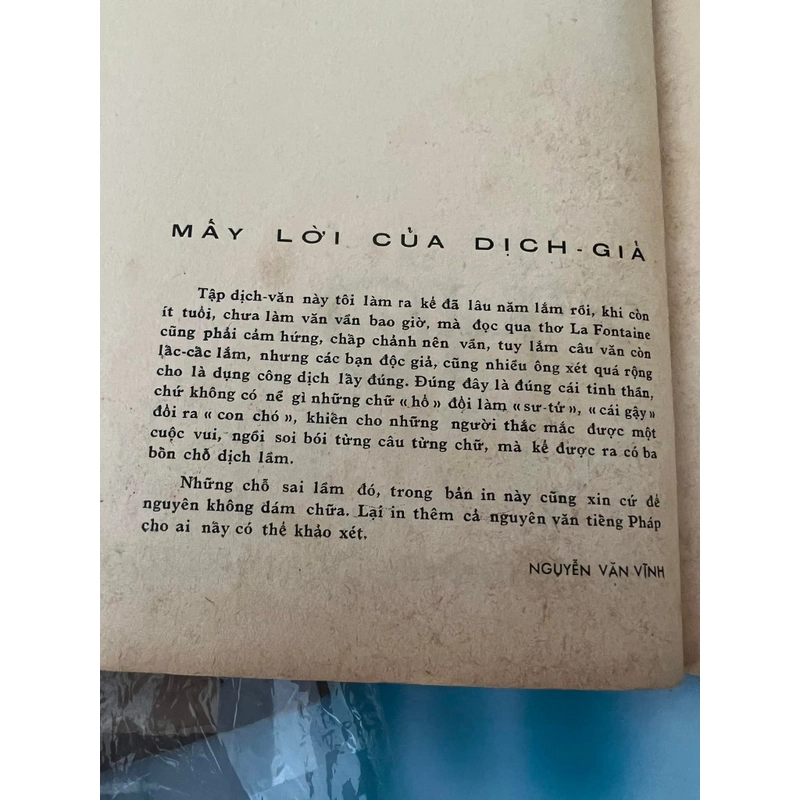 MẤY LỜI CỦA DỊCH-GIẢ
Tập dịch-văn này tôi làm ra kể đã lâu năm lắm rồi, khi còn
ít tuổi, chưa làm văn vần bao giờ, mà đọc qua thơ La Fontaine
cũng phải cảm hứng, chắp chảnh nên vần, tuy lắm câu văn còn
lắc-cắc lắm, nhưng các bạn độc giả, cũng nhiều ông xét quá rộng
cho là dụng công dịch lấy đúng. Đúng đây là đúng cái tinh thần,
chứ không có nề gì những chữ « hổ » đổi làm « sư-tử », « cái gậy »
đổi ra « con chó », khiến cho những người thắc mắc được một
cuộc vui, ngồi soi bói từng câu từng chữ, mà kể được ra có ba
bốn chỗ dịch lầm.
Những chỗ sai lầm đó, trong bản in này cũng xin cứ để
nguyên không dám chữa. Lại in thêm cả nguyên văn tiếng Pháp
cho ai nấy có thể khảo xét.
NGUYỄN VĂN VĨNH